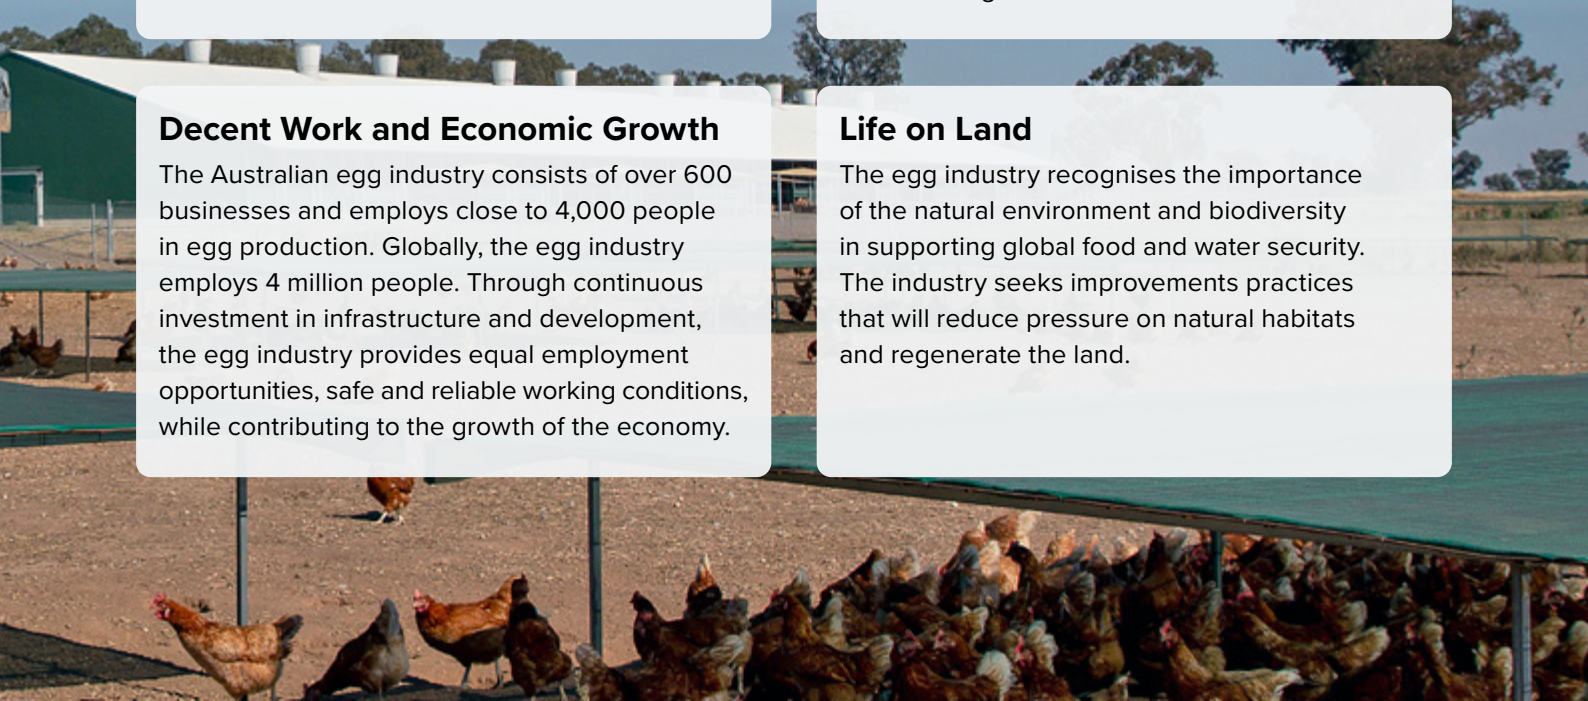 Decent Work and Economic Growth
The Australian egg industry consists of over 600
businesses and employs close to 4,000 people
in egg production. Globally, the egg industry
employs 4 million people. Through continuous
investment in infrastructure and development,
the egg industry provides equal employment
opportunities, safe and reliable working conditions,
while contributing to the growth of the economy.
Life on Land
The egg industry recognises the importance
of the natural environment and biodiversity
in supporting global food and water security.
The industry seeks improvements practices
that will reduce pressure on natural habitats
and regenerate the land.